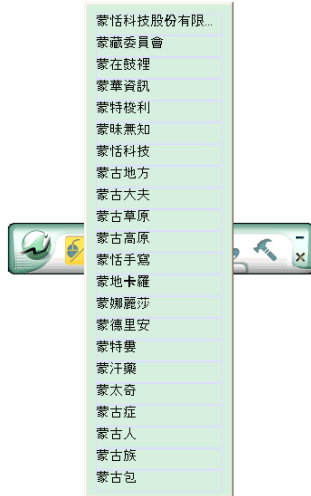 蒙恬科技股份有限...
蒙藏委員會
蒙在鼓裡
蒙華資訊
蒙特梭利
蒙昧無知
蒙恬科技
蒙古地方
蒙古大夫
蒙古草原
蒙古高原
蒙恬手寫
蒙地卡羅
蒙娜麗莎
蒙德里安
蒙特婁
蒙汗藥
蒙太奇
蒙古症
蒙古人
蒙古族
蒙古包